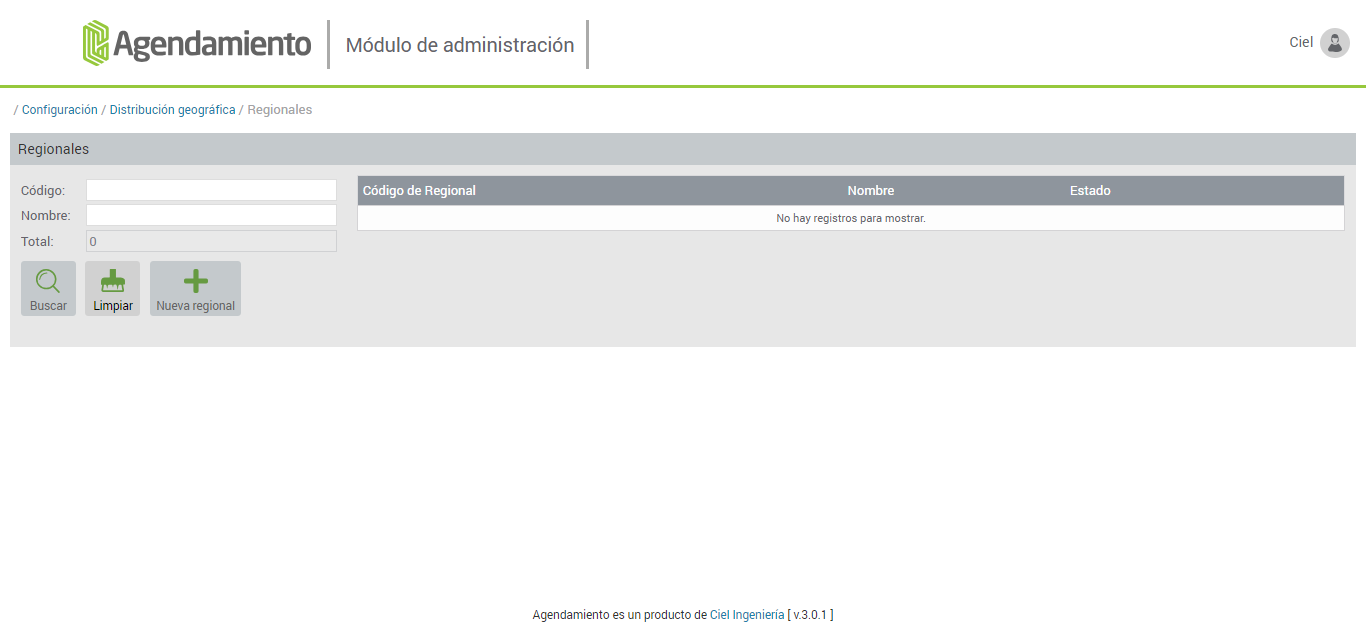 Agendamiento
Módulo de administración
Ciel
/ Configuración / Distribución geográfica / Regionales
Regionales
Código:
Nombre:
Total: 0
Buscar
Limpiar
Nueva regional
Código de Regional Nombre Estado
No hay registros para mostrar.
Agendamiento es un producto de Ciel Ingeniería [ v.3.0.1 ]